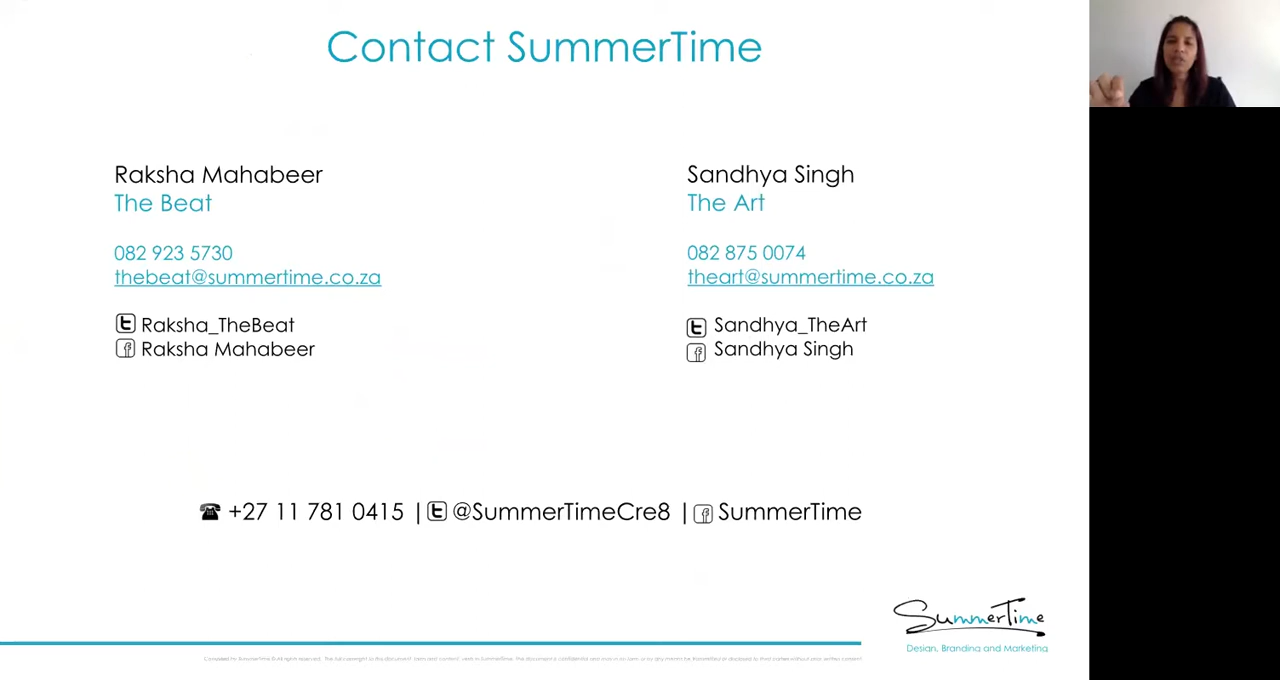 Contact SummerTime
Raksha Mahabeer
The Beat
082 923 5730
thebeat@summertime.co.za
Raksha_TheBeat
Raksha Mahabeer
Sandhya Singh
The Art
082 875 0074
theart@summertime.co.za
Sandhya_TheArt
Sandhya Singh
+27 11 781 0415 | @SummerTimeCre8 | SummerTime
SummerTime
Design, Branding and Marketing